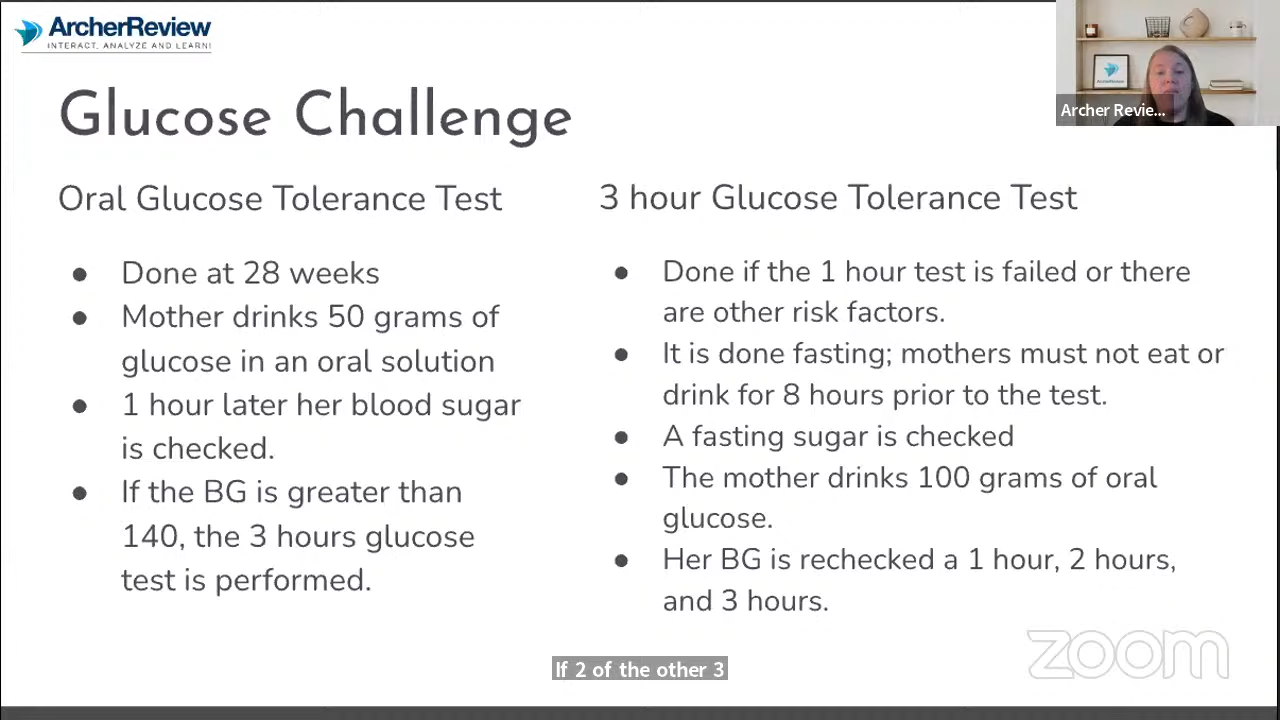 ArcherReview
INTERACT, ANALYZE AND LEARN!
Archer Revie...
Glucose Challenge
Oral Glucose Tolerance Test
● Done at 28 weeks
● Mother drinks 50 grams of
glucose in an oral solution
● 1 hour later her blood sugar
is checked.
● If the BG is greater than
140, the 3 hours glucose
test is performed.
3 hour Glucose Tolerance Test
● Done if the 1 hour test is failed or there
are other risk factors.
● It is done fasting; mothers must not eat or
drink for 8 hours prior to the test.
● A fasting sugar is checked
● The mother drinks 100 grams of oral
glucose.
● Her BG is rechecked a 1 hour, 2 hours,
and 3 hours.
If 2 of the other 3
zoom